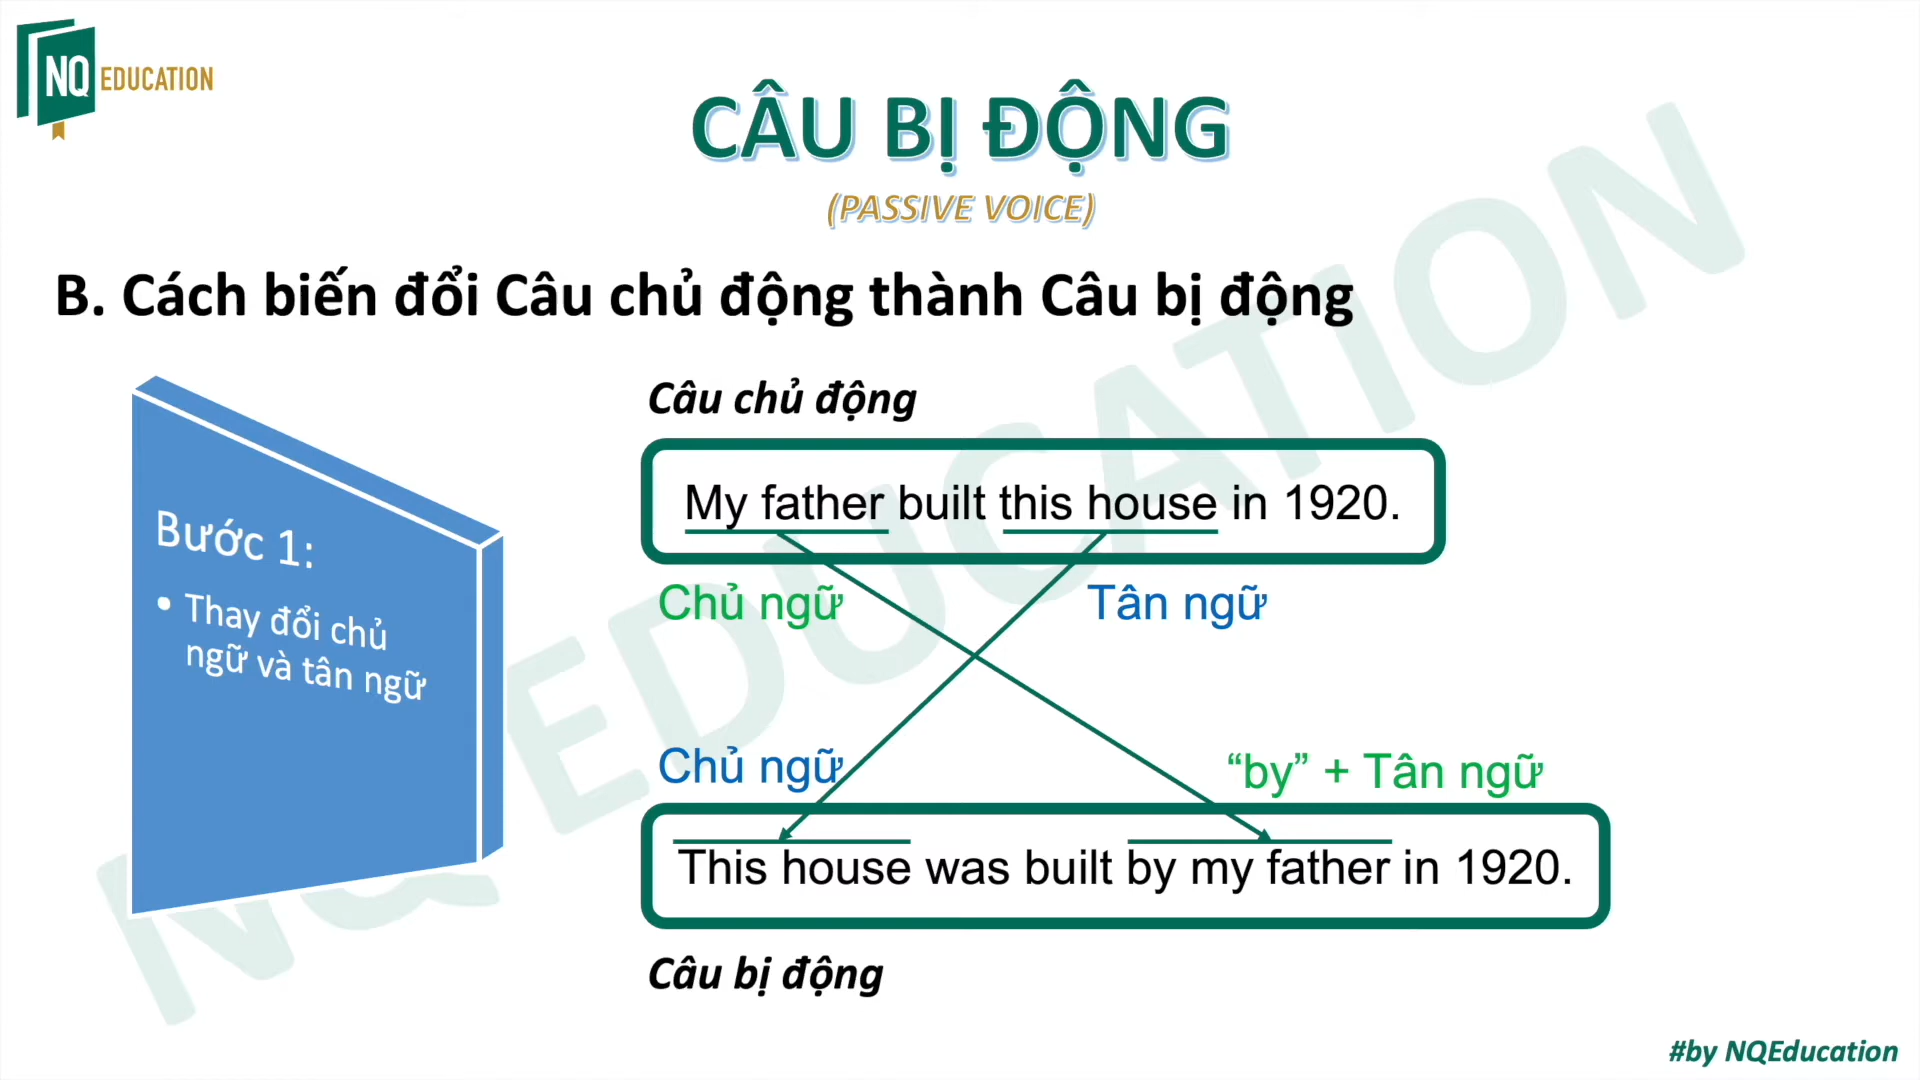 NQ EDUCATION
CÂU BỊ ĐỘNG
(PASSIVE VOICE)
B. Cách biến đổi Câu chủ động thành Câu bị động
Bước 1:
• Thay đổi chủ
ngữ và tân ngữ
Câu chủ động
My father built this house in 1920.
Chủ ngữ
Tân ngữ
Chủ ngữ
“by” + Tân ngữ
This house was built by my father in 1920.
Câu bị động
NQ EDUCATION
#by NQEducation